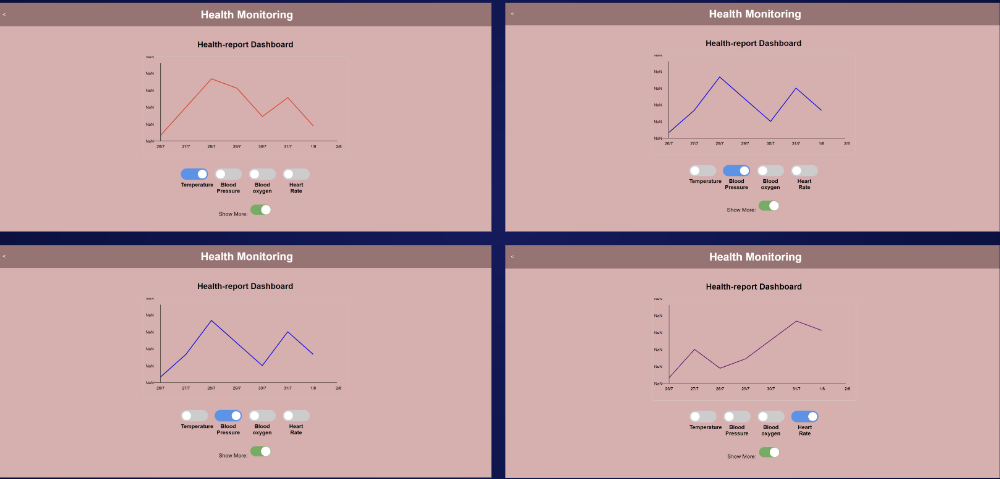 < Health Monitoring
Health-report Dashboard
NaN
NaN
NaN
NaN
NaN
26/7 27/7 28/7 29/7 30/7 31/7 1/8 2/8
Temperature Blood Pressure Blood oxygen Heart Rate
Show More:
< Health Monitoring
Health-report Dashboard
NaN
NaN
NaN
NaN
NaN
26/7 27/7 28/7 29/7 30/7 31/7 1/8 2/8
Temperature Blood Pressure Blood oxygen Heart Rate
Show More:
< Health Monitoring
Health-report Dashboard
NaN
NaN
NaN
NaN
NaN
26/7 27/7 28/7 29/7 30/7 31/7 1/8 2/8
Temperature Blood Pressure Blood oxygen Heart Rate
Show More:
< Health Monitoring
Health-report Dashboard
NaN
NaN
NaN
NaN
NaN
26/7 27/7 28/7 29/7 30/7 31/7 1/8 2/8
Temperature Blood Pressure Blood oxygen Heart Rate
Show More: